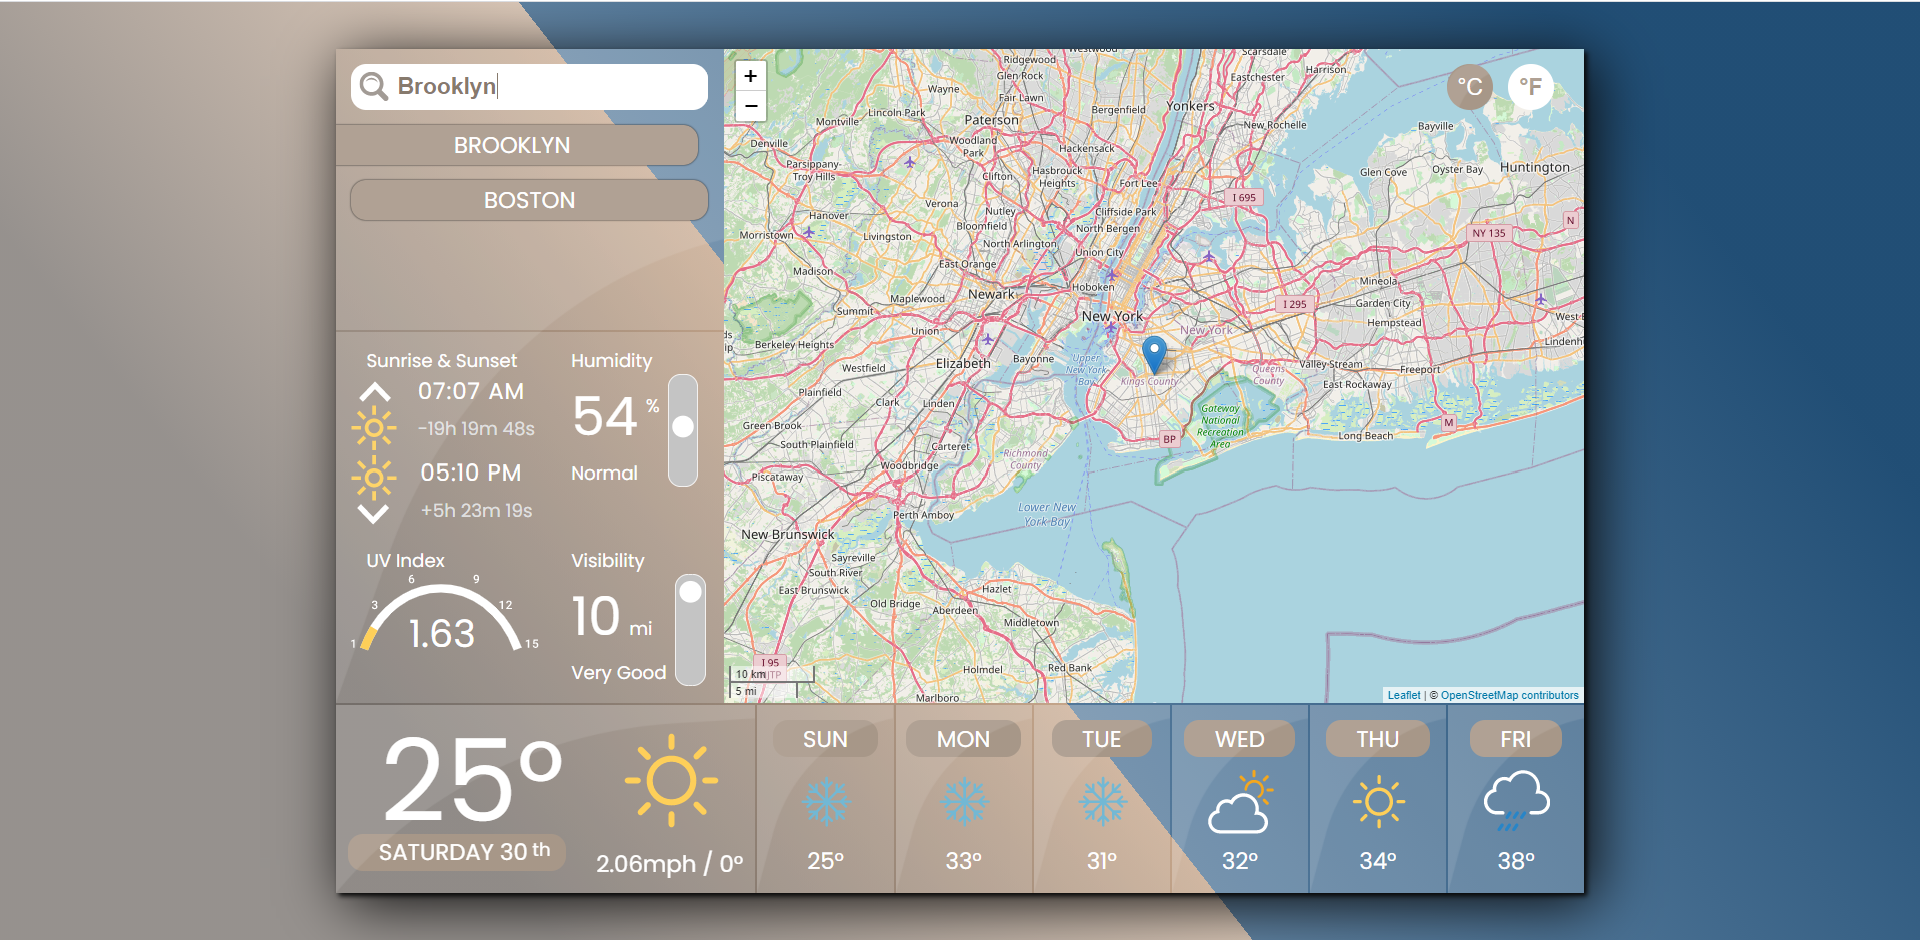 Brooklyn
BROOKLYN
BOSTON
Sunrise & Sunset
07:07 AM
-19h 19m 48s
05:10 PM
+5h 23m 19s
Humidity
54 %
Normal
UV Index
1
3
6
9
12
15
1.63
Visibility
10 mi
Very Good
+
−
°C
°F
Westwood
Ridgewood
Scarsdale
Glen Rock
Eastchester
Harrison
Wayne
Fair Lawn
Bergenfield
Yonkers
Lincoln Park
Montville
Paterson
New Rochelle
Bayville
Denville
Woodland Park
Hackensack
Parsippany-Troy Hills
Clifton
Hasbrouck Heights
Fort Lee
Glen Cove
Oyster Bay
Huntington
I 695
Verona
Nutley
Cliffside Park
Hanover
Bloomfield
North Bergen
N
NY 135
Morristown
Livingston
North Arlington
Union City
East Orange
Madison
Mineola
Hoboken
Newark
Maplewood
I 295
Garden City
Summit
New York
New York
Hempstead
West
Union
Berkeley Heights
Bayonne
Upper New York Bay
Elizabeth
Westfield
Kings County
Queens County
Valley Stream
Freeport
Lindenh
East Rockaway
Plainfield
Clark
Linden
Gateway National Recreation Area
Green Brook
South Plainfield
Carteret
BP
M
Long Beach
Richmond County
Woodbridge
Piscataway
Perth Amboy
Lower New York Bay
New Brunswick
Sayreville
South River
East Brunswick
Hazlet
Old Bridge
Aberdeen
Middletown
I 95
NJTP
Holmdel
Red Bank
Marlboro
10 km
5 mi
Leaflet | © OpenStreetMap contributors
25°
SATURDAY 30 th
2.06mph / 0°
SUN
25°
MON
33°
TUE
31°
WED
32°
THU
34°
FRI
38°